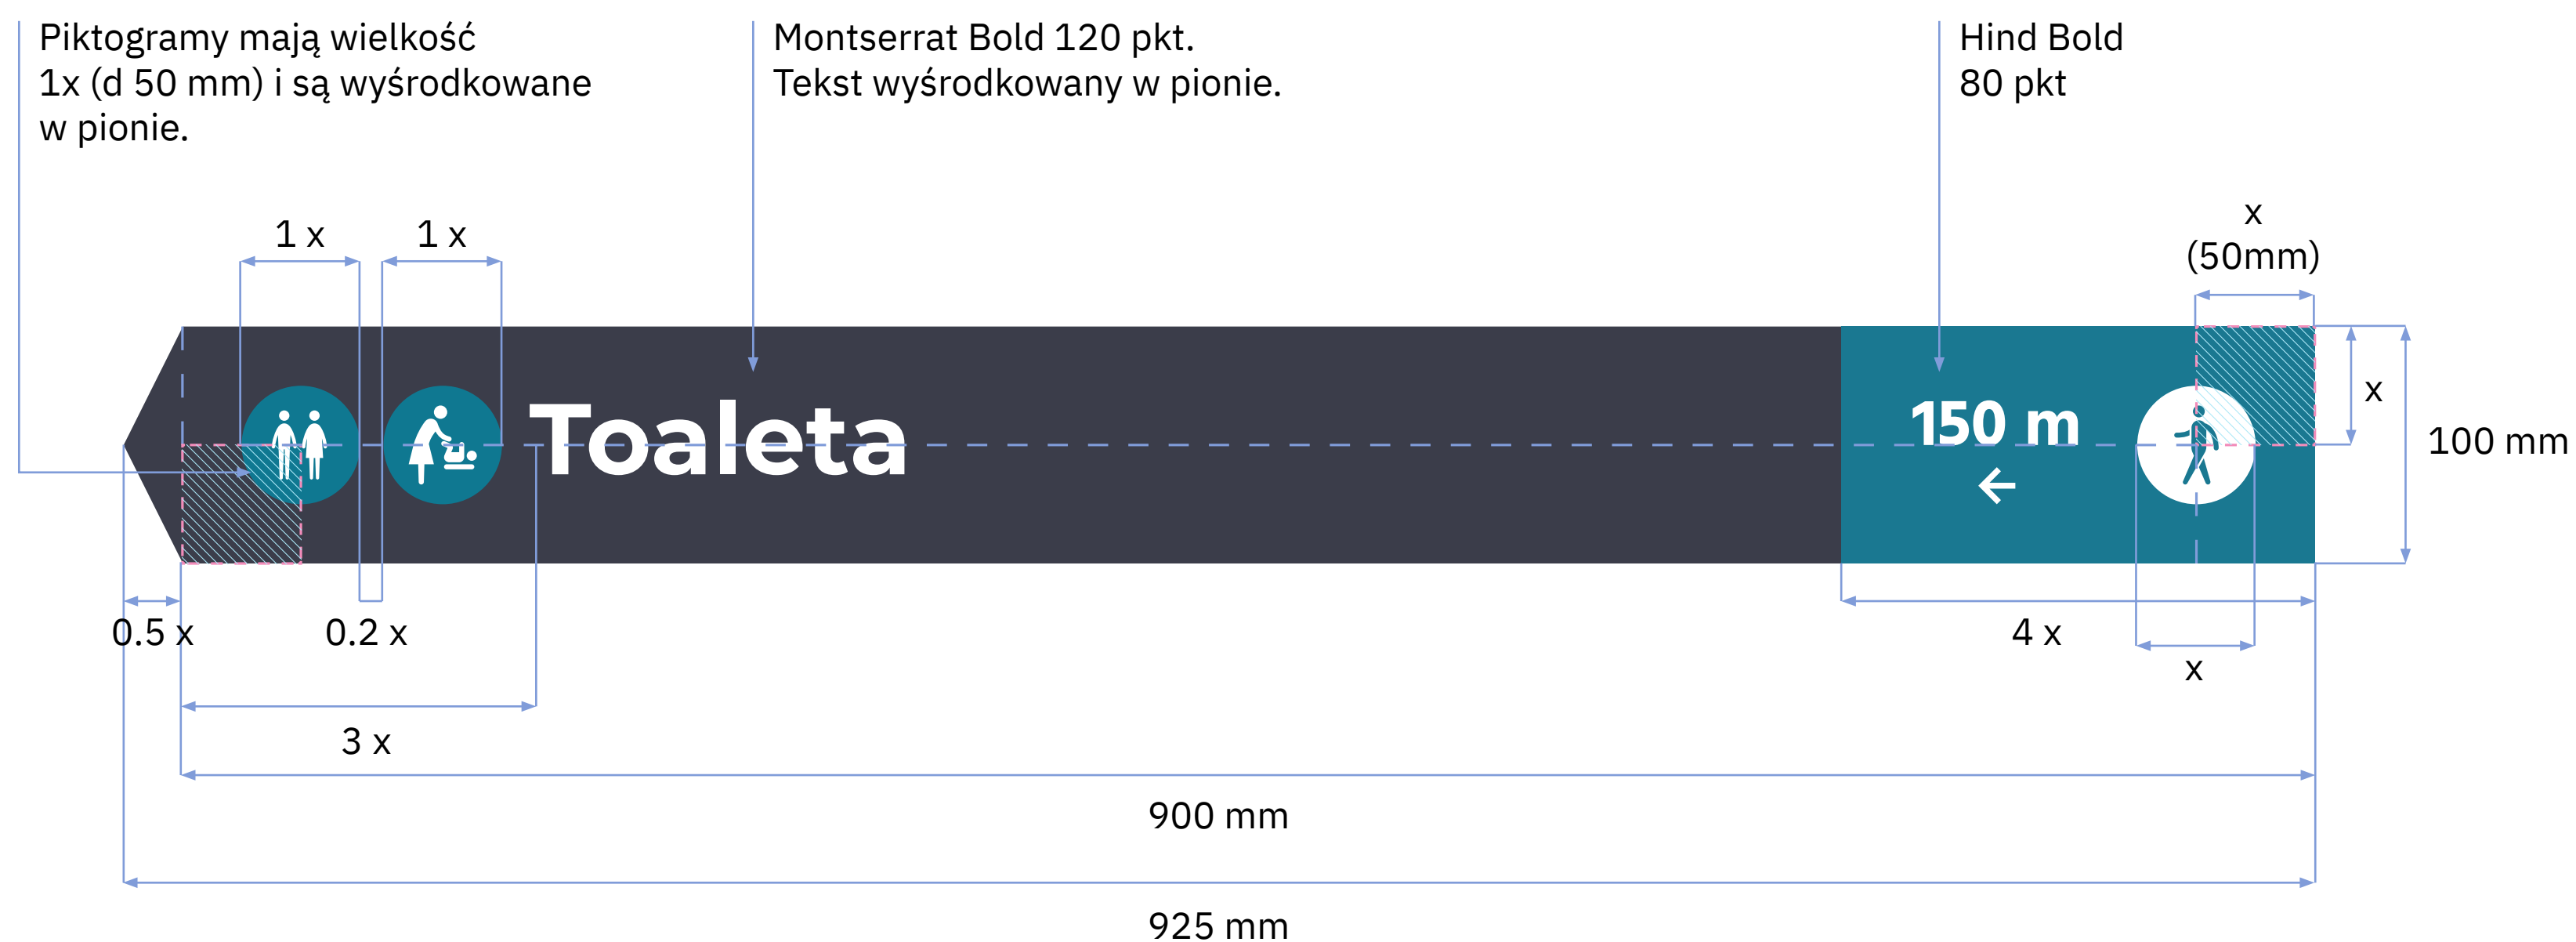 Piktogramy mają wielkość
1x (d 50 mm) i są wyśrodkowane
w pionie.
Montserrat Bold 120 pkt.
Tekst wyśrodkowany w pionie.
Hind Bold
80 pkt
1 x
1 x
x
(50mm)
Toaleta
150 m
←
x
100 mm
0.5 x
0.2 x
4 x
x
3 x
900 mm
925 mm